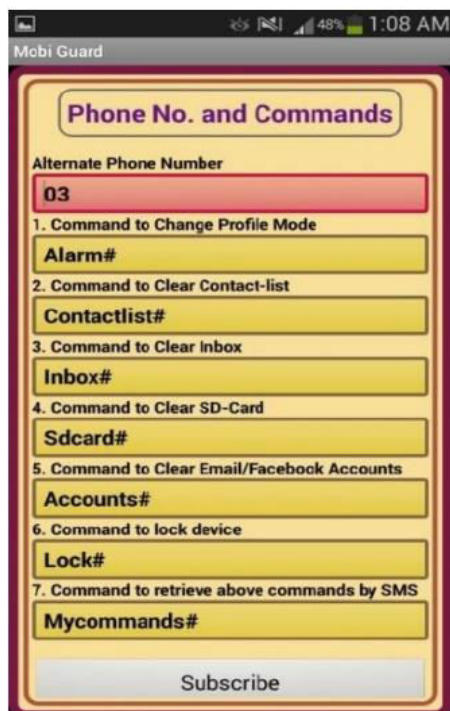 48% 1:08 AM
Mobi Guard
Phone No. and Commands
Alternate Phone Number
03
1. Command to Change Profile Mode
Alarm#
2. Command to Clear Contact-list
Contactlist#
3. Command to Clear Inbox
Inbox#
4. Command to Clear SD-Card
Sdcard#
5. Command to Clear Email/Facebook Accounts
Accounts#
6. Command to lock device
Lock#
7. Command to retrieve above commands by SMS
Mycommands#
Subscribe